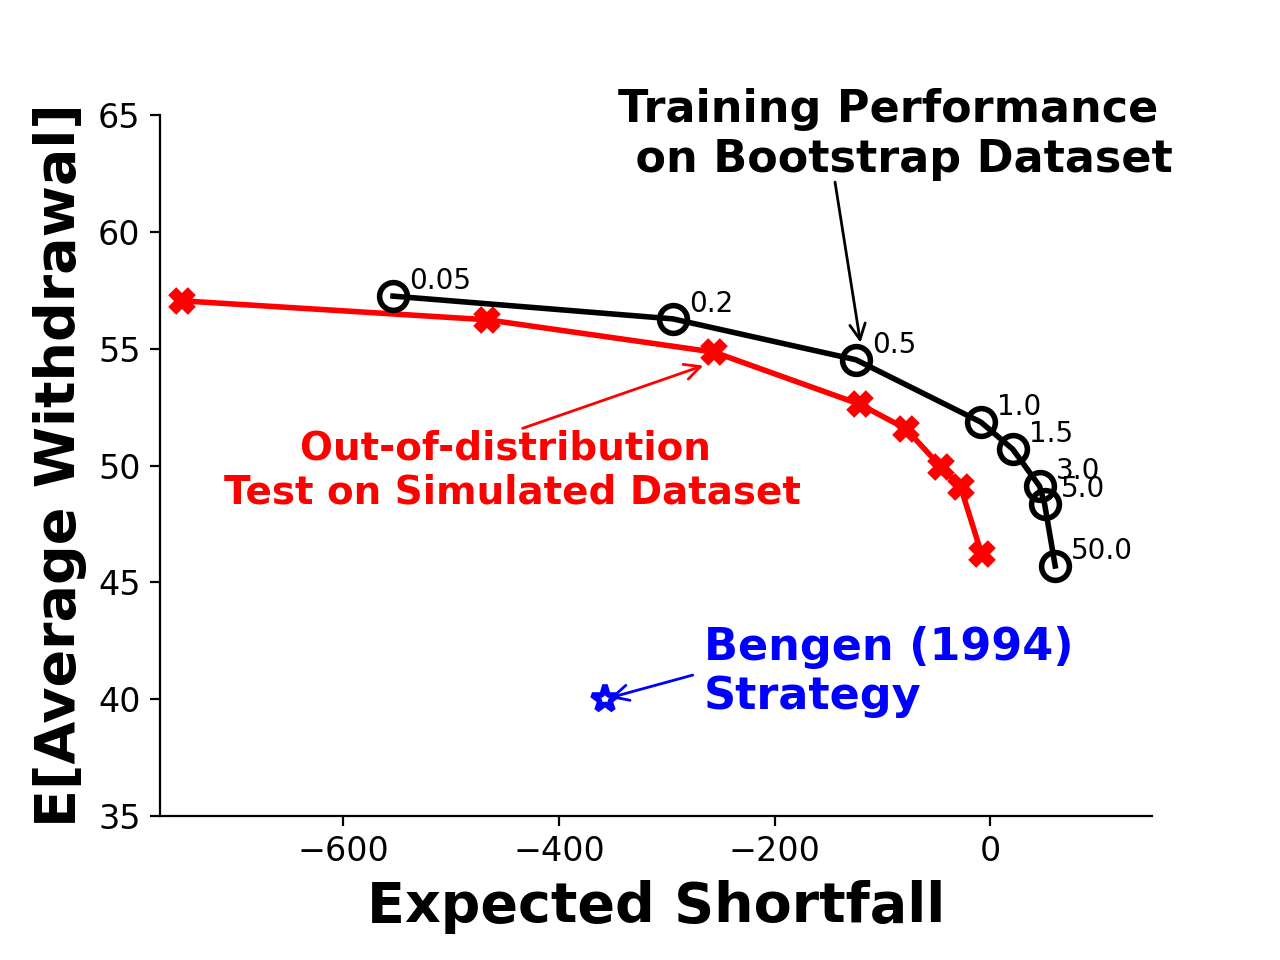 Training Performance
on Bootstrap Dataset
E[Average Withdrawal]
65
60
55
50
45
40
35
0.05
0.2
0.5
1.0
1.5
3.0
5.0
50.0
Out-of-distribution
Test on Simulated Dataset
Bengen (1994)
Strategy
−600
−400
−200
0
Expected Shortfall